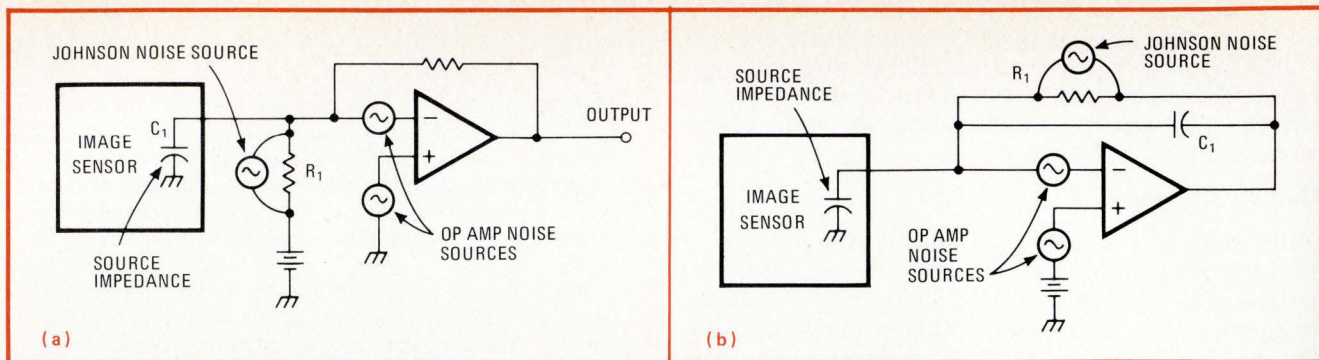 JOHNSON NOISE SOURCE
IMAGE
SENSOR
C1
SOURCE
IMPEDANCE
R1
−
+
OUTPUT
OP AMP NOISE
SOURCES
(a)
SOURCE
IMPEDANCE
IMAGE
SENSOR
R1
JOHNSON NOISE
SOURCE
C1
−
+
OP AMP
NOISE
SOURCES
(b)